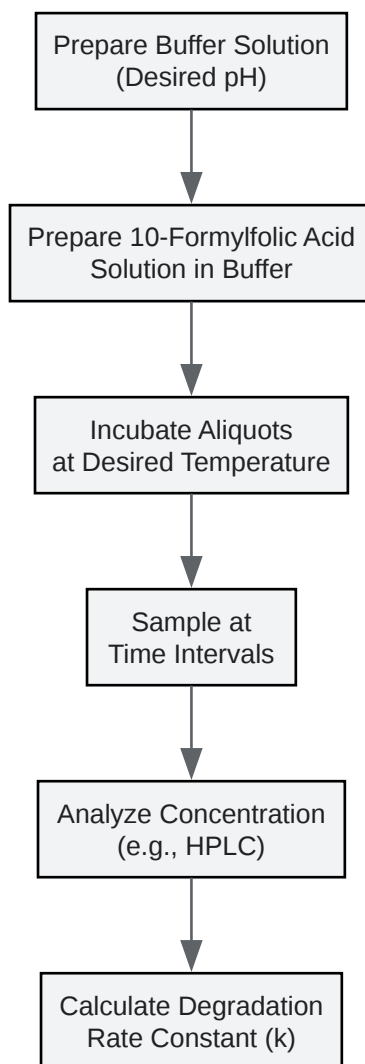 Prepare Buffer Solution
(Desired pH)
Prepare 10-Formylfolic Acid
Solution in Buffer
Incubate Aliquots
at Desired Temperature
Sample at
Time Intervals
Analyze Concentration
(e.g., HPLC)
Calculate Degradation
Rate Constant (k)